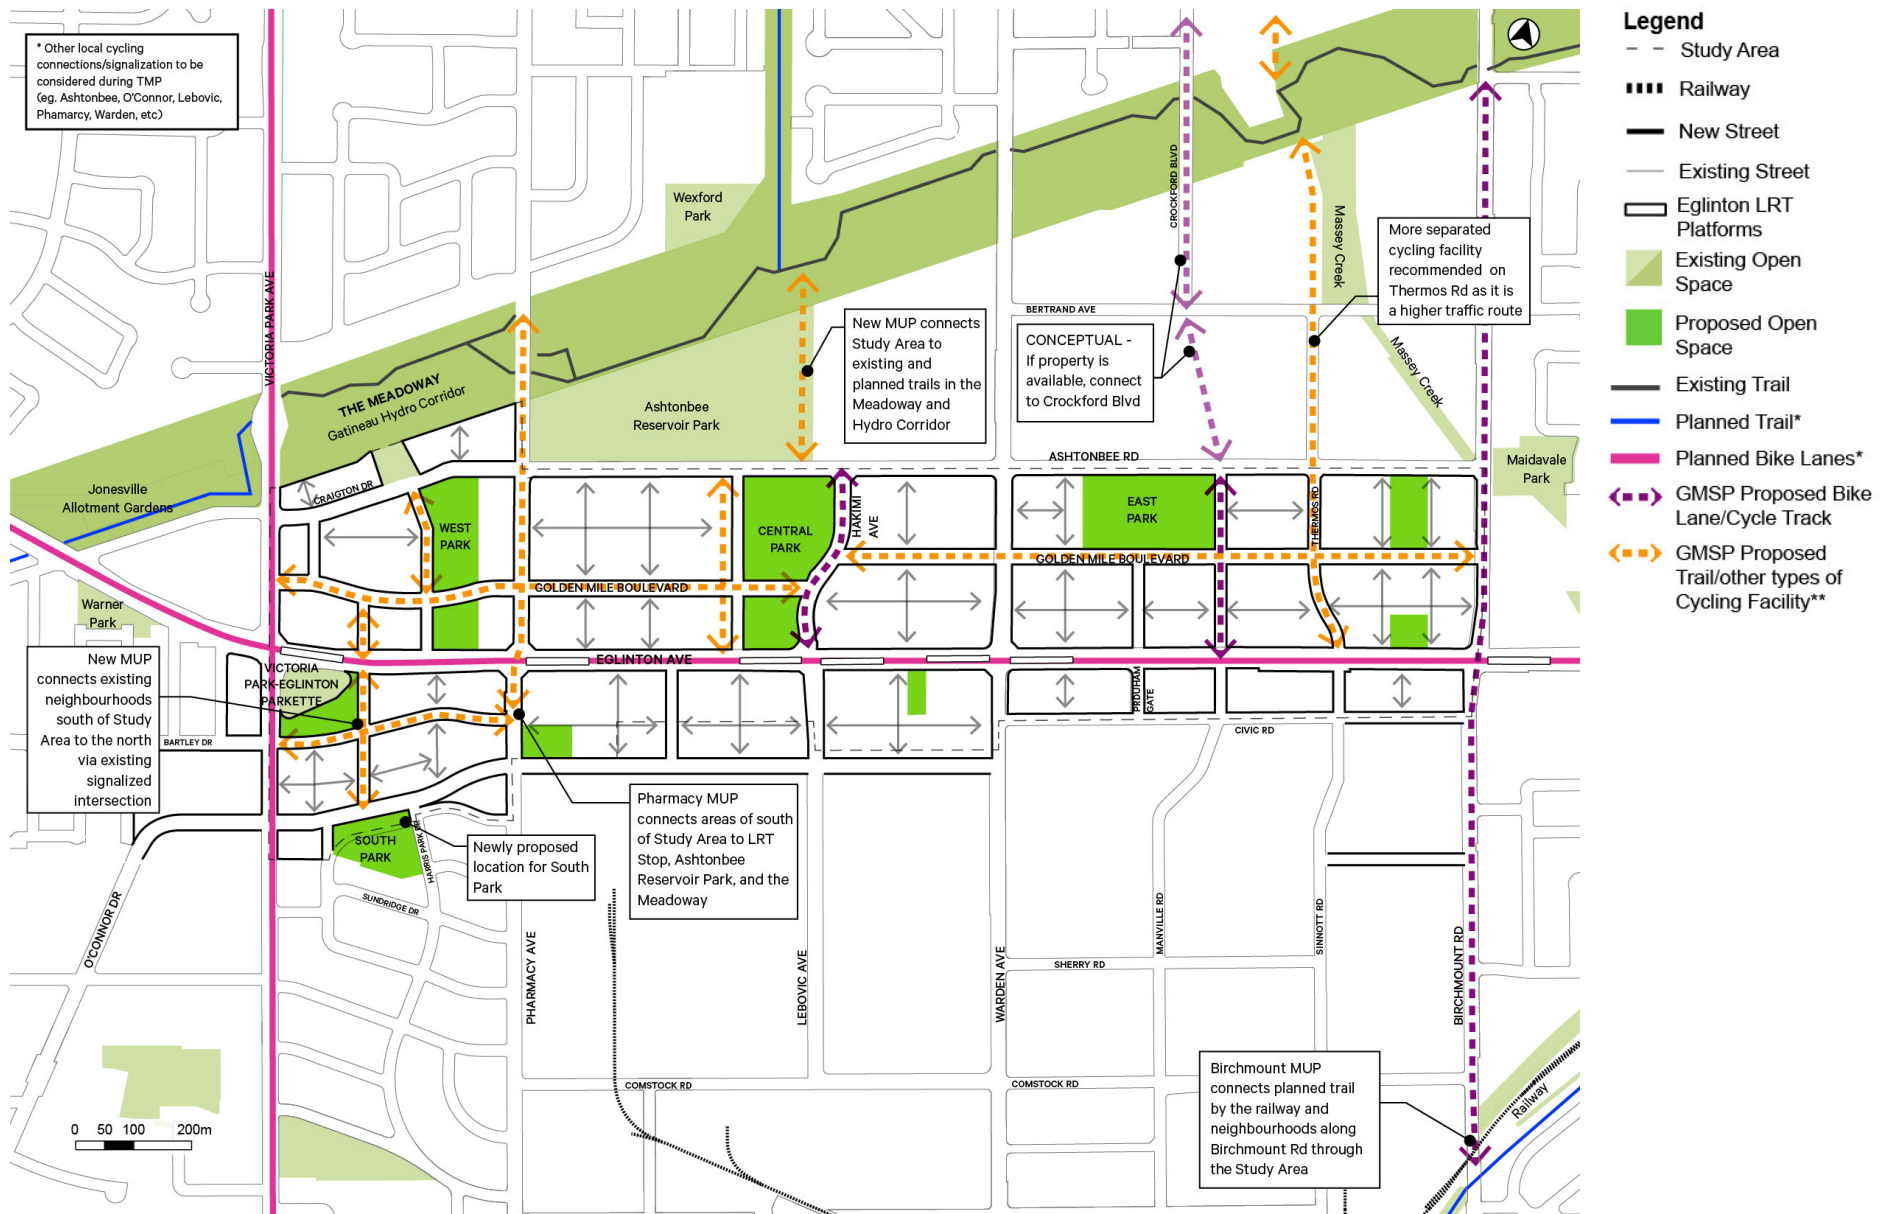 * Other local cycling
connections/signalization to be
considered during TMP
(eg. Ashtonbee, O'Connor, Lebovic,
Phamarcy, Warden, etc)
Legend
Study Area
Railway
New Street
Existing Street
Eglinton LRT
Platforms
Existing Open
Space
Proposed Open
Space
Existing Trail
Planned Trail*
Planned Bike Lanes*
GMSP Proposed Bike
Lane/Cycle Track
GMSP Proposed
Trail/other types of
Cycling Facility**
Wexford
Park
CROCKFORD BLVD
Massey Creek
More separated
cycling facility
recommended on
Thermos Rd as it is
a higher traffic route
VICTORIA PARK AVE
BERTRAND AVE
New MUP connects
Study Area to
existing and
planned trails in the
Meadoway and
Hydro Corridor
CONCEPTUAL -
If property is
available, connect
to Crockford Blvd
Massey Creek
THE MEADOWAY
Gatineau Hydro Corridor
Ashtonbee
Reservoir Park
ASHTONBEE RD
Maidavale
Park
Jonesville
Allotment Gardens
CRAIGTON DR
WEST
PARK
CENTRAL
PARK
HAKIMI
AVE
EAST
PARK
THERMOS RD
GOLDEN MILE BOULEVARD
GOLDEN MILE BOULEVARD
Warner
Park
EGLINTON AVE
New MUP
connects existing
neighbourhoods
south of Study
Area to the north
via existing
signalized
intersection
VICTORIA
PARK-EGLINTON
PARKETTE
PRUDUHAM
GATE
BARTLEY DR
CIVIC RD
Pharmacy MUP
connects areas of south
of Study Area to LRT
Stop, Ashtonbee
Reservoir Park, and the
Meadoway
SOUTH
PARK
HARRIS PARK DR
Newly proposed
location for South
Park
SUNDRIDGE DR
O'CONNOR DR
PHARMACY AVE
LEBOVIC AVE
WARDEN AVE
MANVILLE RD
SINNOTT RD
BIRCHMOUNT RD
SHERRY RD
COMSTOCK RD
COMSTOCK RD
Birchmount MUP
connects planned trail
by the railway and
neighbourhoods along
Birchmount Rd through
the Study Area
Railway
0 50 100 200m